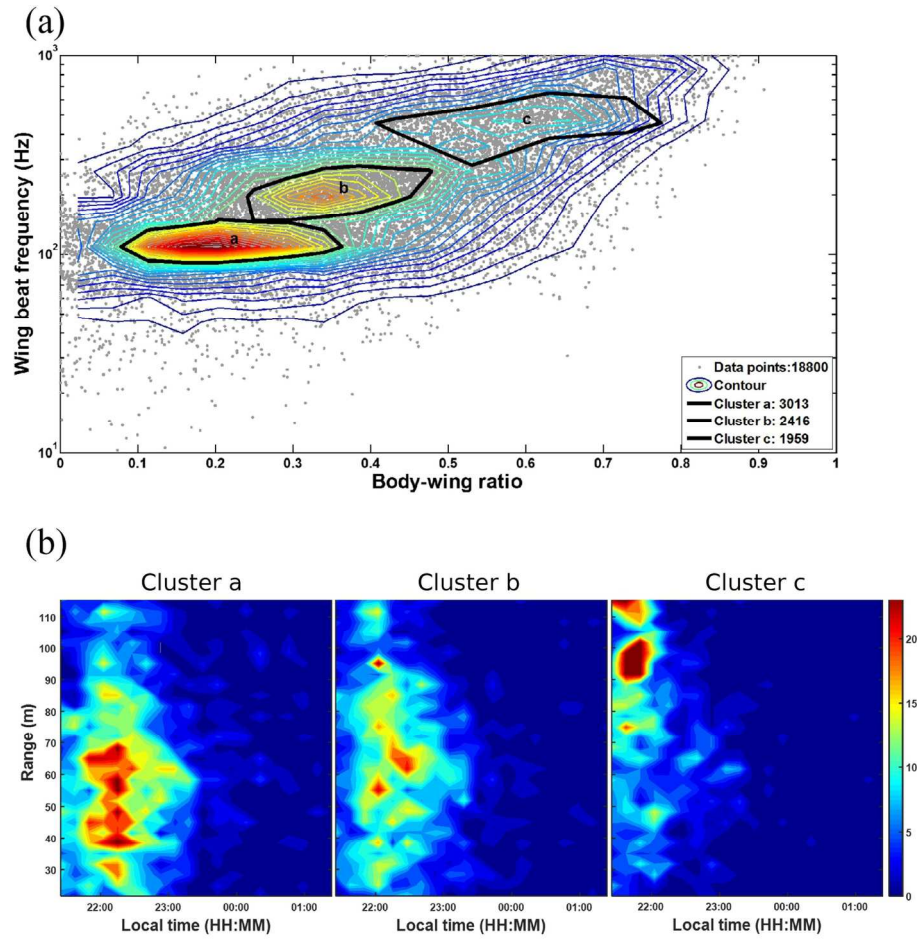 (a)
Wing beat frequency (Hz)
10³
10²
10¹
a
b
c
Data points:18800
Contour
Cluster a: 3013
Cluster b: 2416
Cluster c: 1959
0 0.1 0.2 0.3 0.4 0.5 0.6 0.7 0.8 0.9 1
Body-wing ratio
(b)
Cluster a Cluster b Cluster c
Range (m)
110
100
90
80
70
60
50
40
30
20
15
10
5
0
22:00 23:00 00:00 01:00 22:00 23:00 00:00 01:00 22:00 23:00 00:00 01:00
Local time (HH:MM) Local time (HH:MM) Local time (HH:MM)